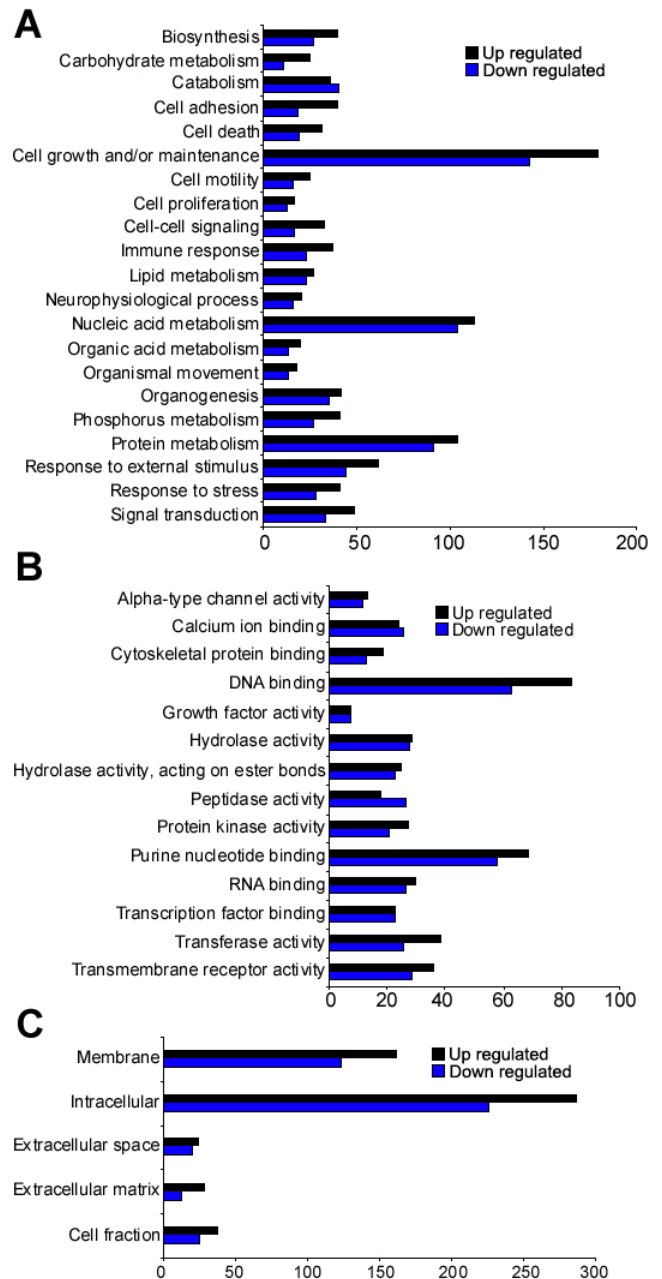 A
Up regulated
Down regulated
Biosynthesis
Carbohydrate metabolism
Catabolism
Cell adhesion
Cell death
Cell growth and/or maintenance
Cell motility
Cell proliferation
Cell-cell signaling
Immune response
Lipid metabolism
Neurophysiological process
Nucleic acid metabolism
Organic acid metabolism
Organismal movement
Organogenesis
Phosphorus metabolism
Protein metabolism
Response to external stimulus
Response to stress
Signal transduction
0 50 100 150 200
B
Up regulated
Down regulated
Alpha-type channel activity
Calcium ion binding
Cytoskeletal protein binding
DNA binding
Growth factor activity
Hydrolase activity
Hydrolase activity, acting on ester bonds
Peptidase activity
Protein kinase activity
Purine nucleotide binding
RNA binding
Transcription factor binding
Transferase activity
Transmembrane receptor activity
0 20 40 60 80 100
C
Up regulated
Down regulated
Membrane
Intracellular
Extracellular space
Extracellular matrix
Cell fraction
0 50 100 150 200 250 300